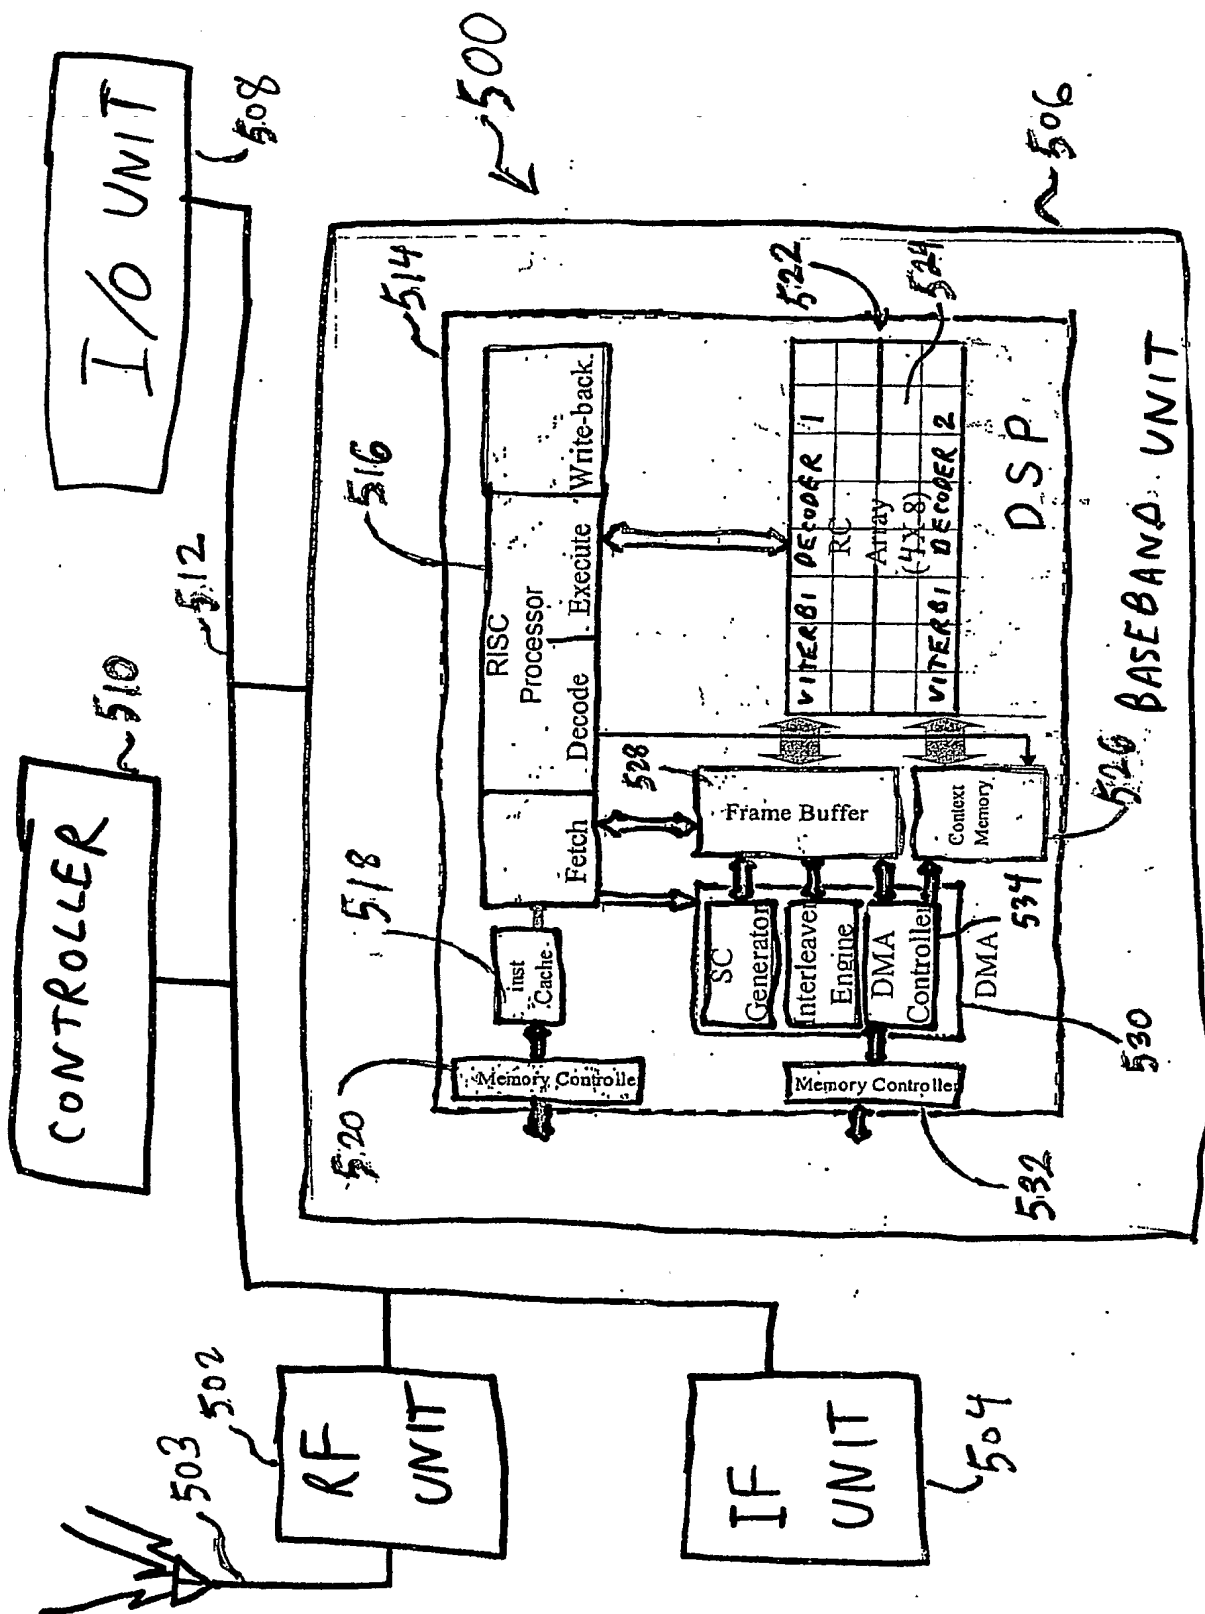 503
502
RF
UNIT
IF
UNIT
504
CONTROLLER
510
512
I/O UNIT
508
500
506
514
516
518
520
RISC
Processor
Fetch
Decode
Execute
Write-back
inst
Cache
Memory Controlle
528
Frame Buffer
522
524
VITERBI DECODER 1
RC
Array
(4X8)
VITERBI DECODER 2
SC
Generator
Interleaver
Engine
DMA
Controller
534
DMA
530
Context
Memory
526
Memory Controller
532
DSP
BASEBAND UNIT